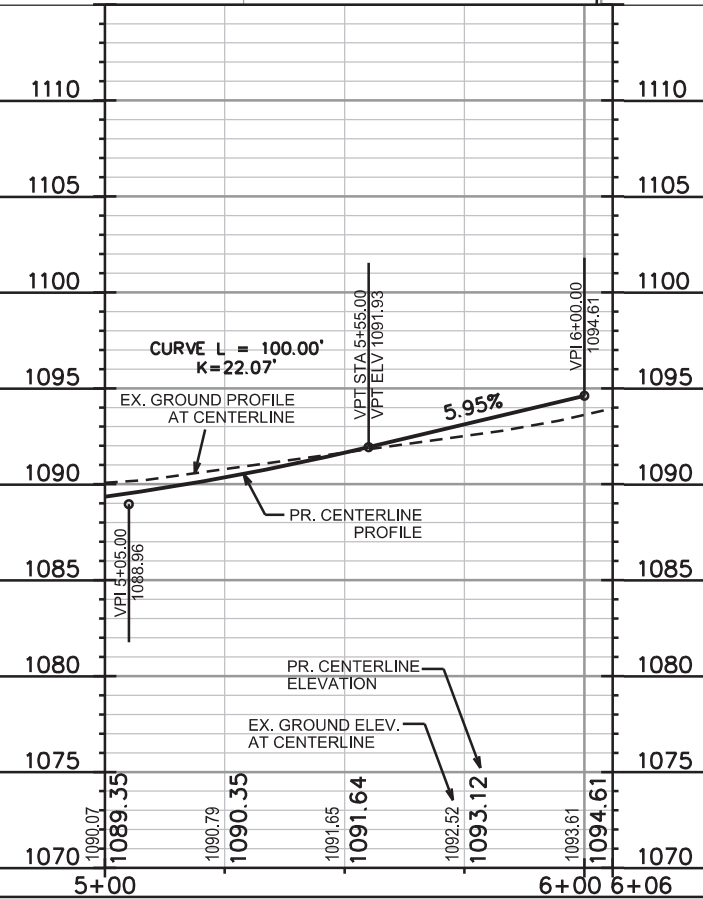 1110
1110
1105
1105
1100
1100
VPT STA 5+55.00
VPT ELV 1091.93
VPI 6+00.00
1094.61
CURVE L = 100.00'
K=22.07'
1095
1095
EX. GROUND PROFILE
AT CENTERLINE
5.95%
1090
1090
PR. CENTERLINE
PROFILE
VPI 5+05.00
1088.96
1085
1085
1080
1080
PR. CENTERLINE
ELEVATION
EX. GROUND ELEV.
AT CENTERLINE
1075
1075
1090.07
1089.35
1090.79
1090.35
1091.65
1091.64
1092.52
1093.12
1093.61
1094.61
1070
1070
5+00
6+00
6+06